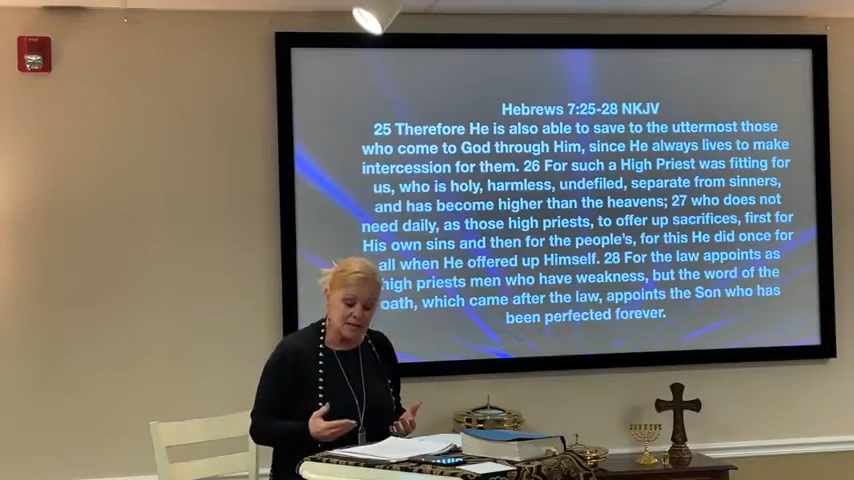 Hebrews 7:25-28 NKJV
25 Therefore He is also able to save to the uttermost those
who come to God through Him, since He always lives to make
intercession for them. 26 For such a High Priest was fitting for
us, who is holy, harmless, undefiled, separate from sinners,
and has become higher than the heavens; 27 who does not
need daily, as those high priests, to offer up sacrifices, first for
His own sins and then for the people's, for this He did once for
all when He offered up Himself. 28 For the law appoints as
high priests men who have weakness, but the word of the
oath, which came after the law, appoints the Son who has
been perfected forever.